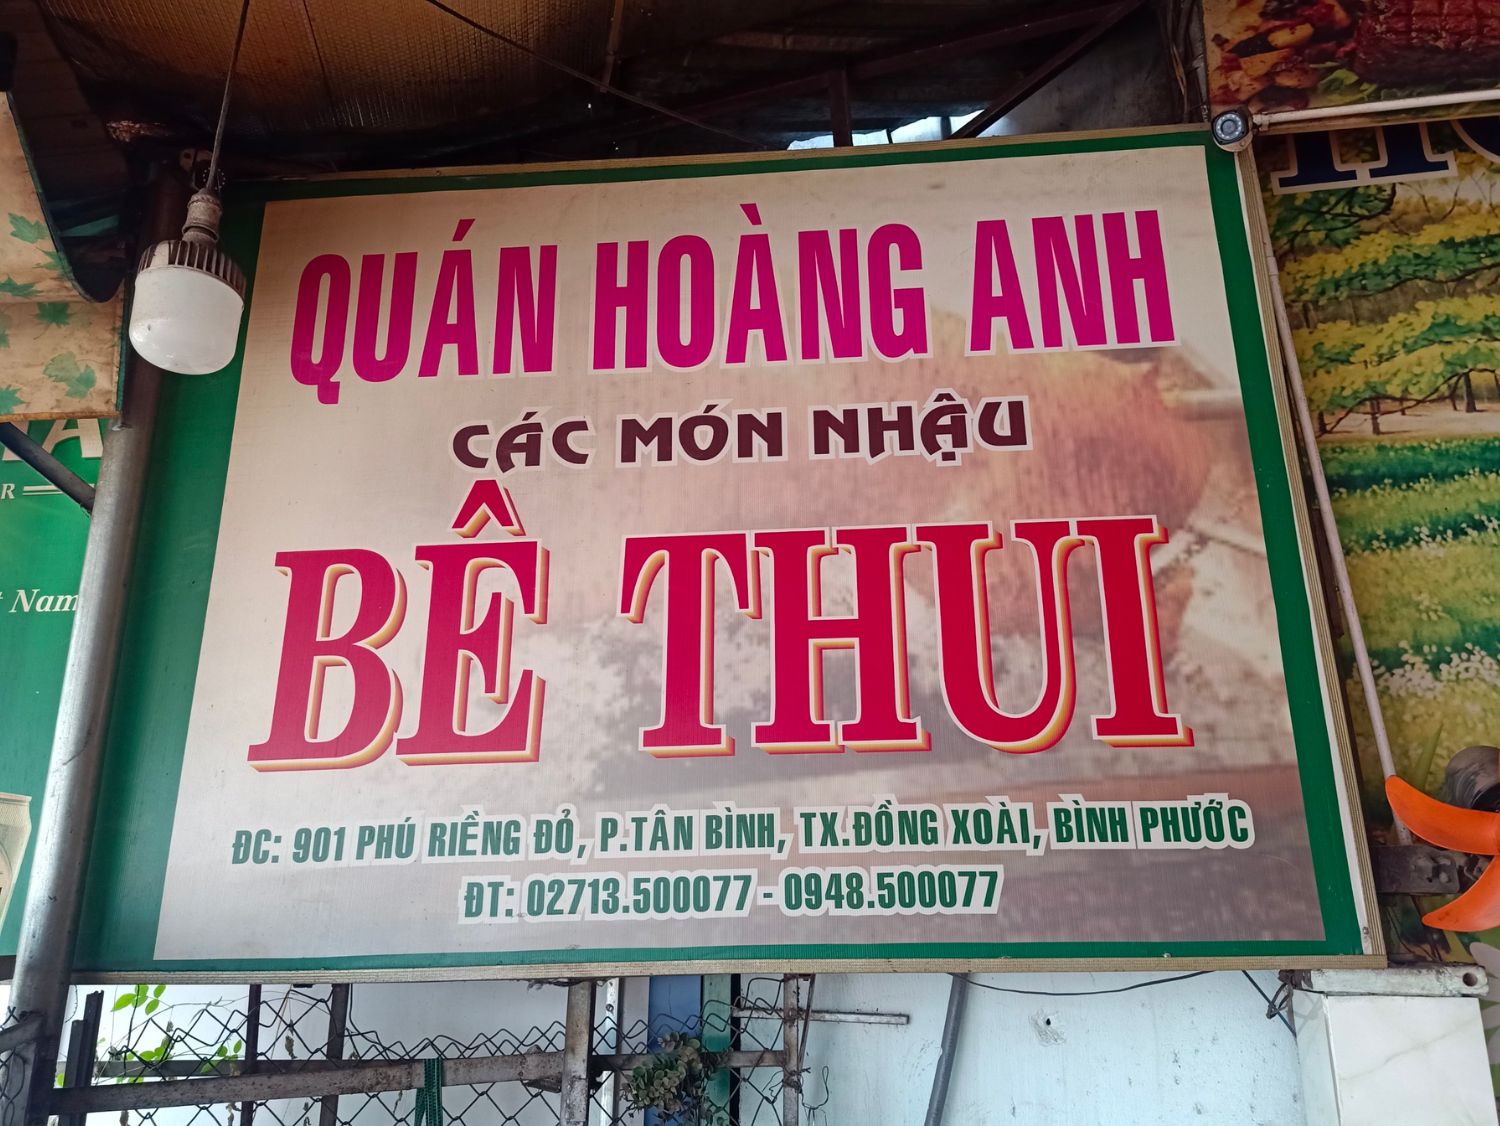 QUÁN HOÀNG ANH
CÁC MÓN NHẬU
BÊ THUI
ĐC: 901 PHÚ RIỀNG ĐỎ, P.TÂN BÌNH, TX.ĐỒNG XOÀI, BÌNH PHƯỚC
ĐT: 02713.500077 - 0948.500077
Nam